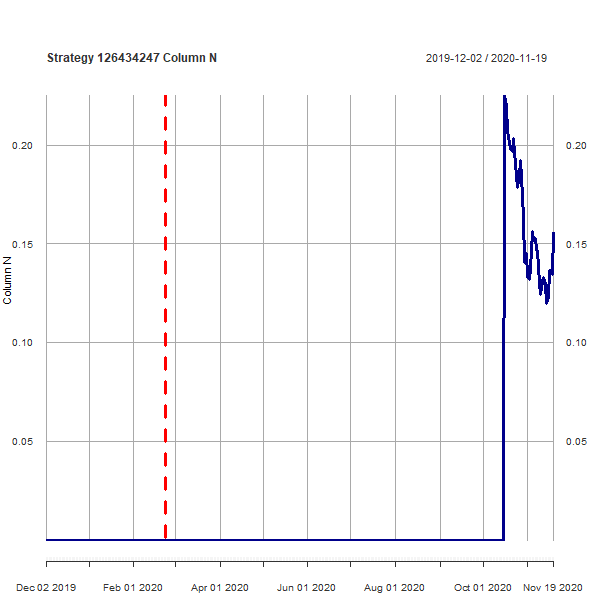 Strategy 126434247 Column N 2019-12-02 / 2020-11-19
0.20 0.20
0.15 0.15
Column N
0.10 0.10
0.05 0.05
Dec 02 2019 Feb 01 2020 Apr 01 2020 Jun 01 2020 Aug 01 2020 Oct 01 2020 Nov 19 2020